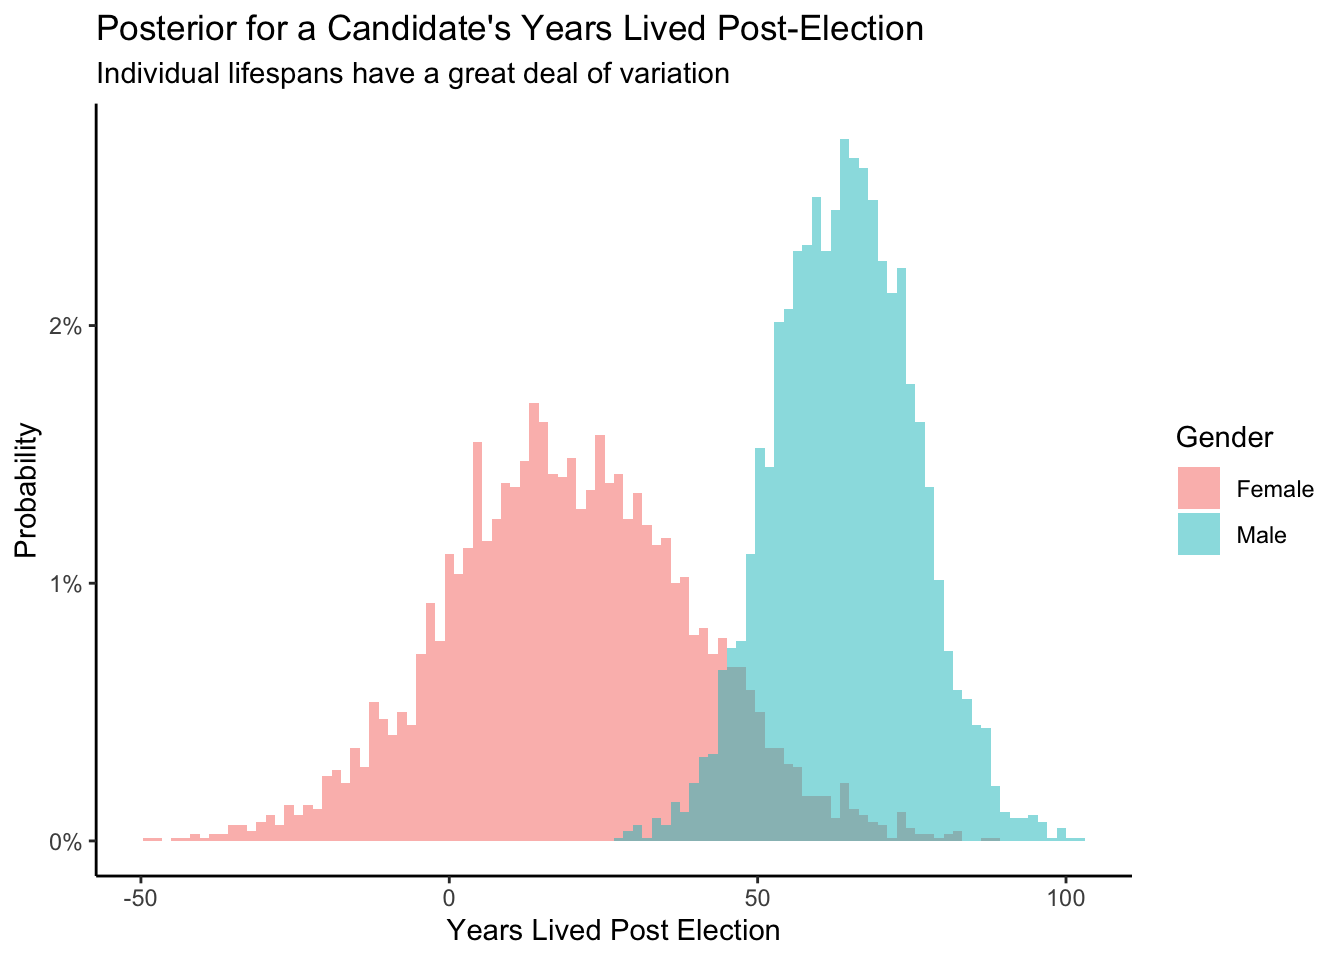 Posterior for a Candidate's Years Lived Post-Election
Individual lifespans have a great deal of variation
Probability
2%
1%
0%
-50
0
50
100
Years Lived Post Election
Gender
Female
Male